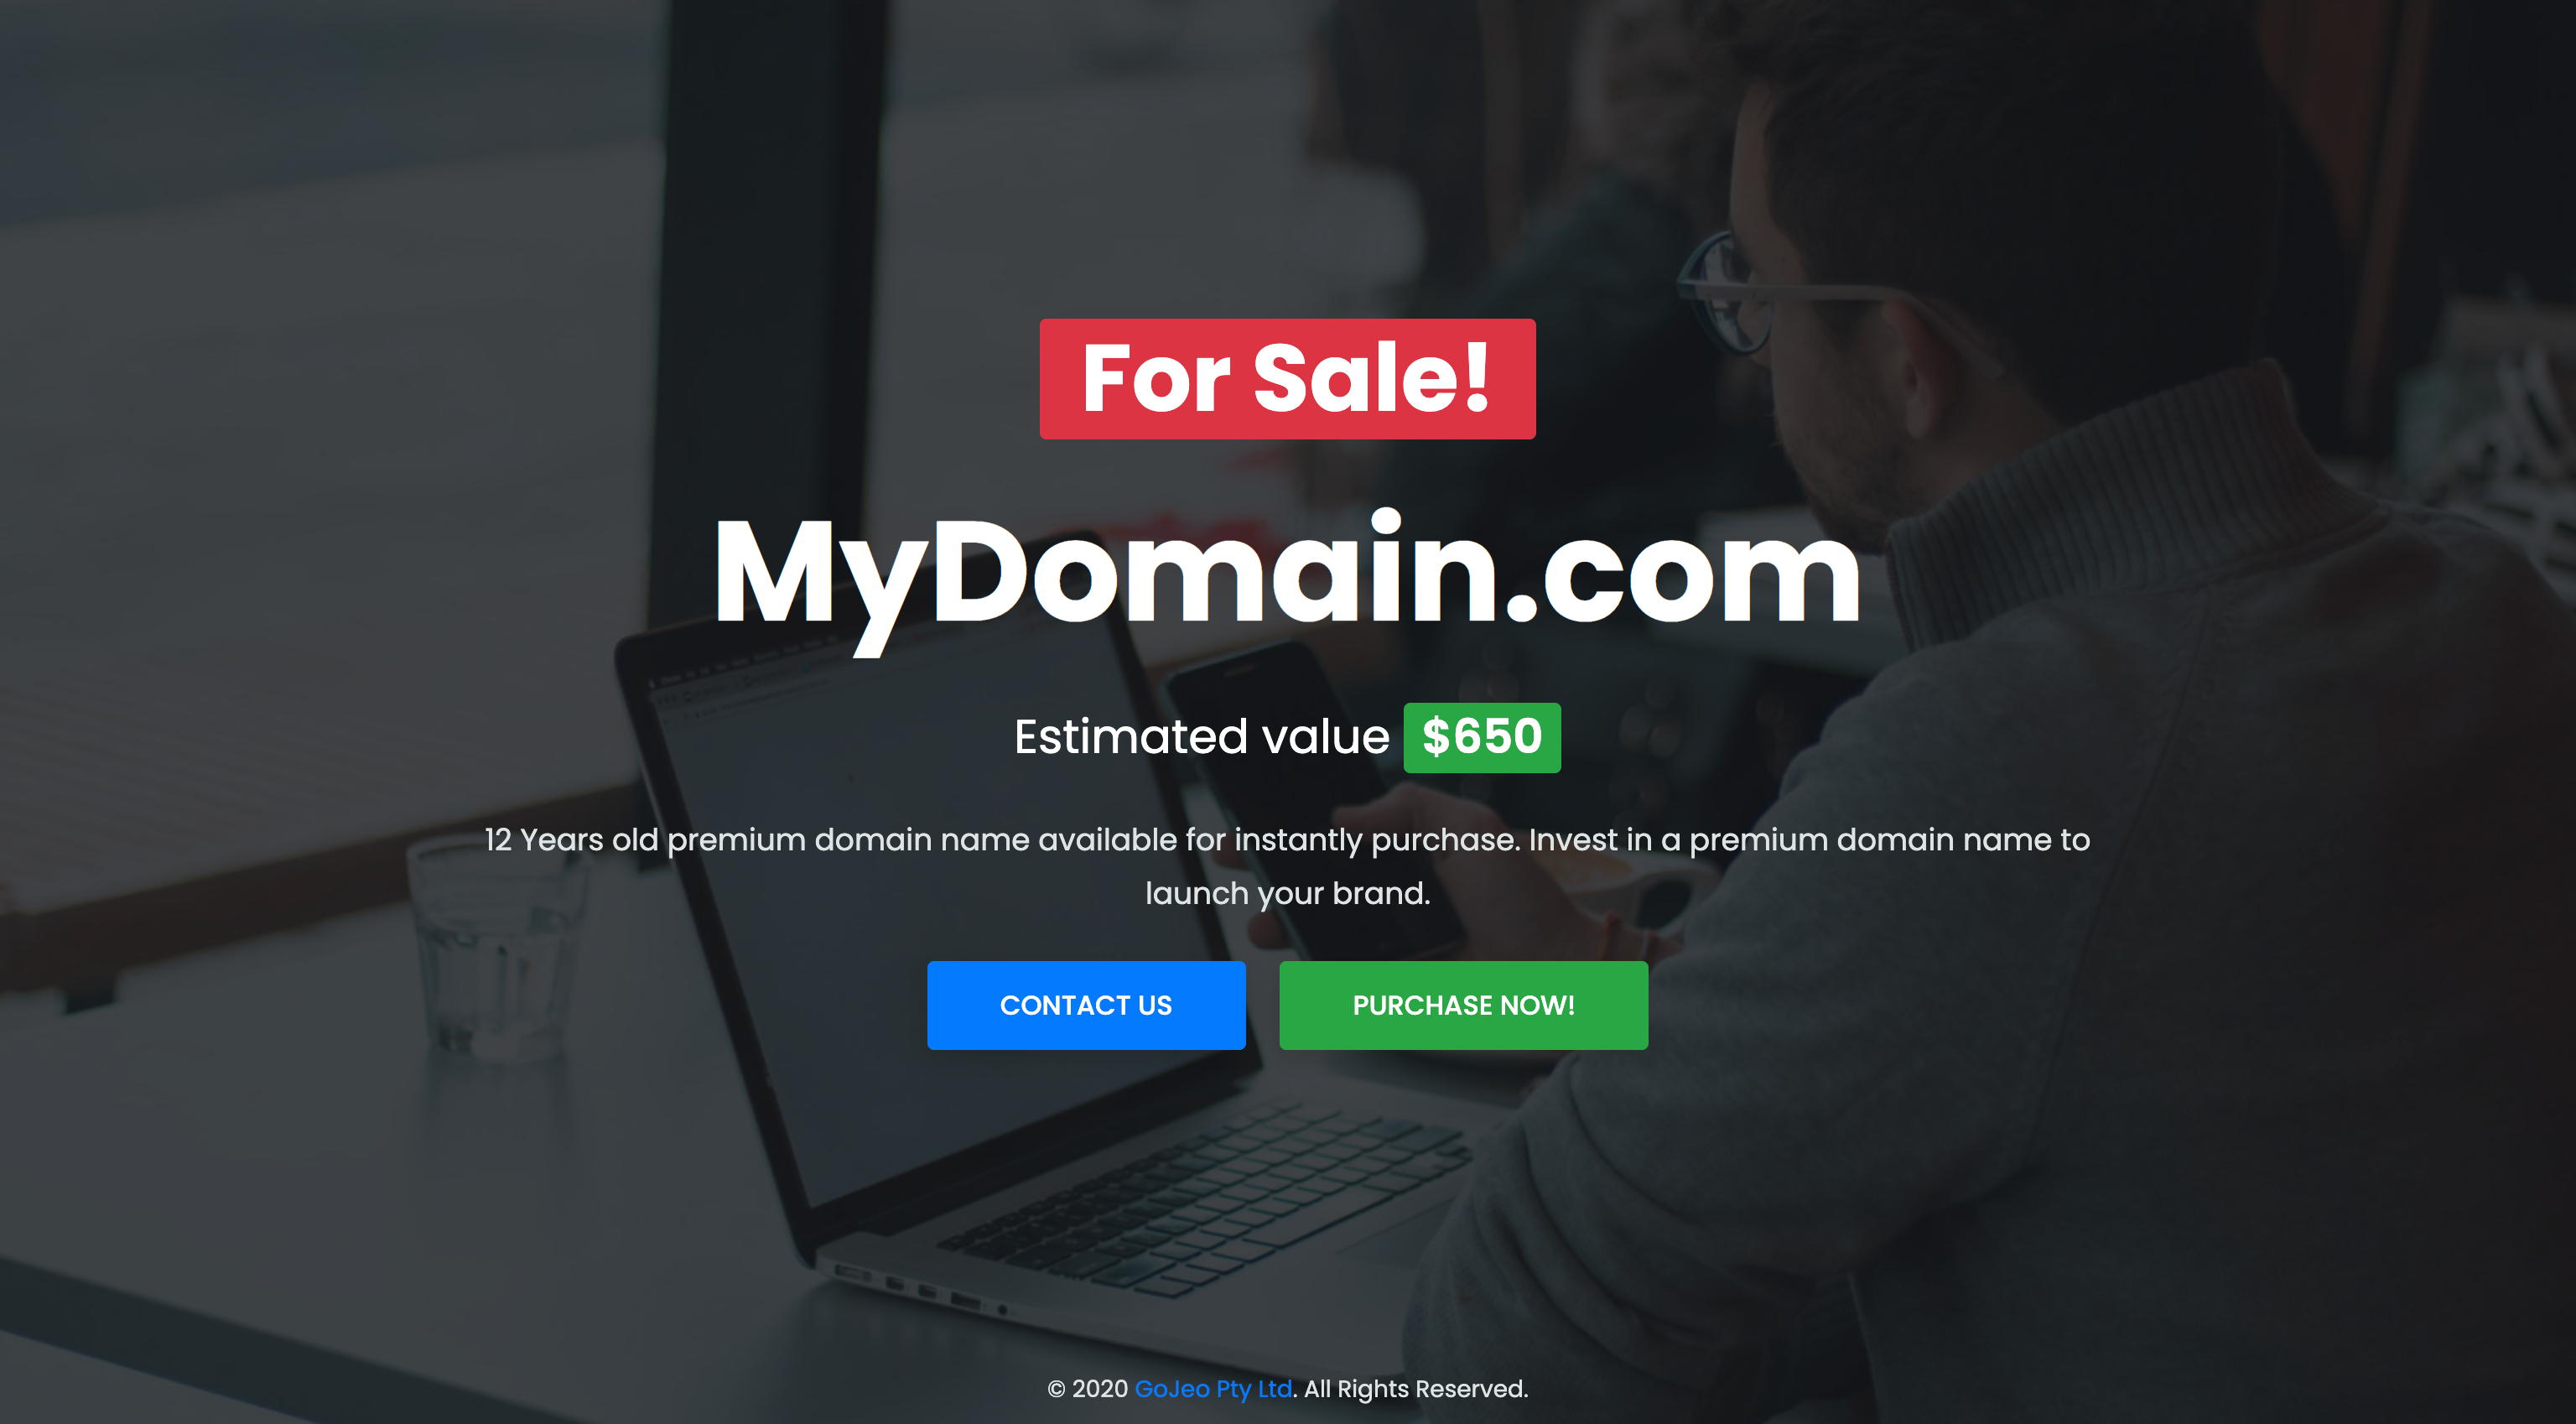 For Sale!
MyDomain.com
Estimated value $650
12 Years old premium domain name available for instantly purchase. Invest in a premium domain name to
launch your brand.
CONTACT US
PURCHASE NOW!
© 2020 GoJeo Pty Ltd. All Rights Reserved.